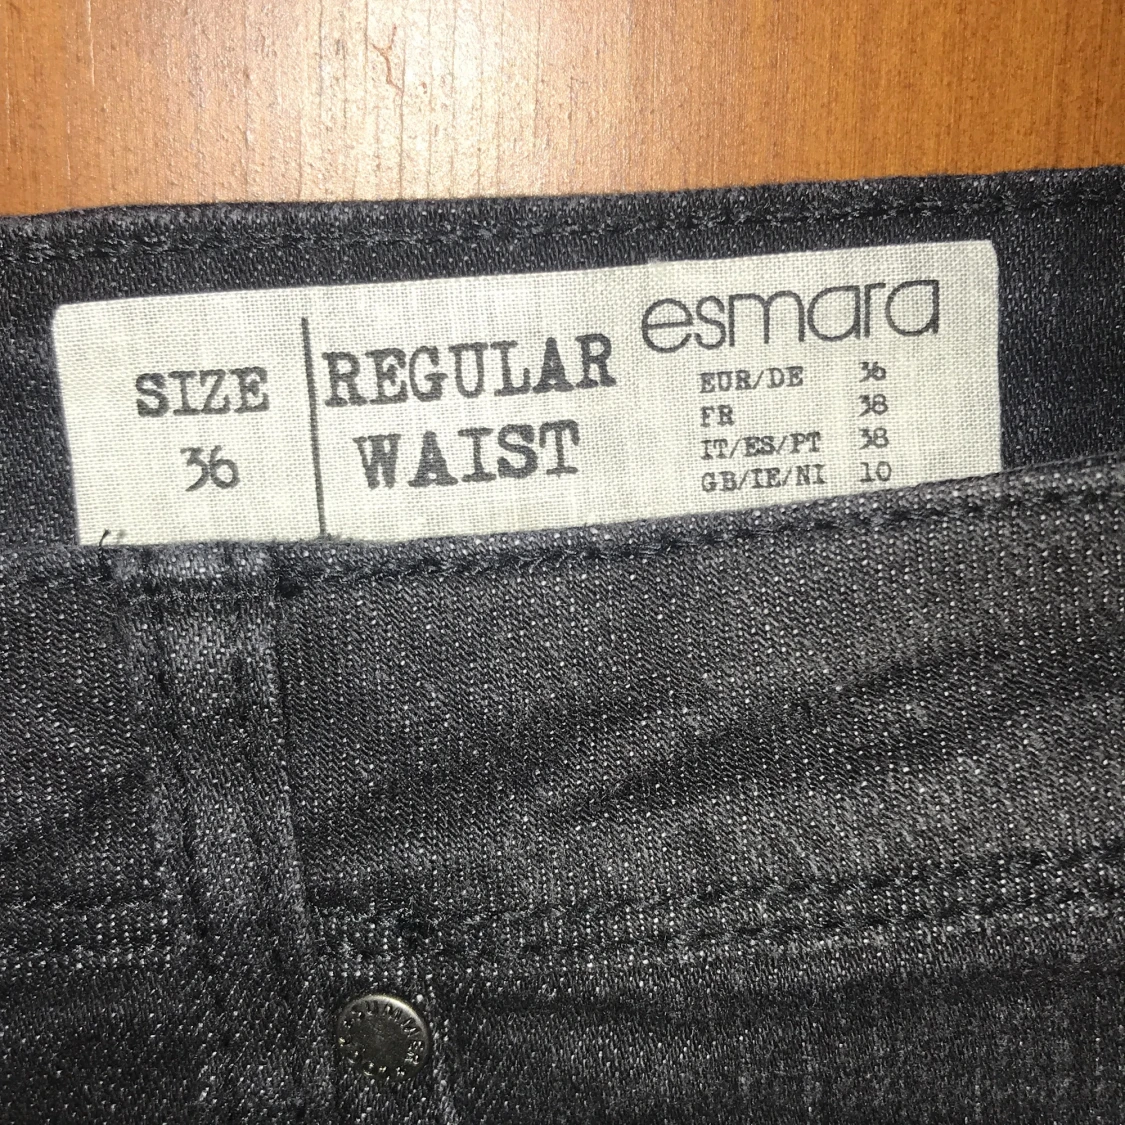 SIZE
36
REGULAR
WAIST
esmara
EUR/DE 36
FR 38
IT/ES/PT 38
GB/IE/NI 10